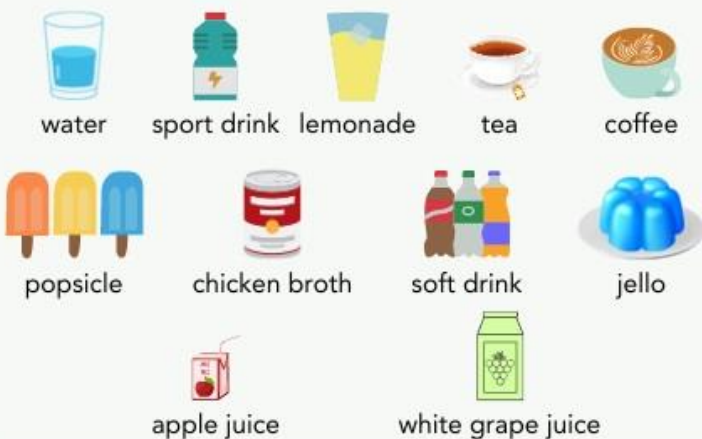 water sport drink lemonade tea coffee
popsicle chicken broth soft drink jello
apple juice white grape juice